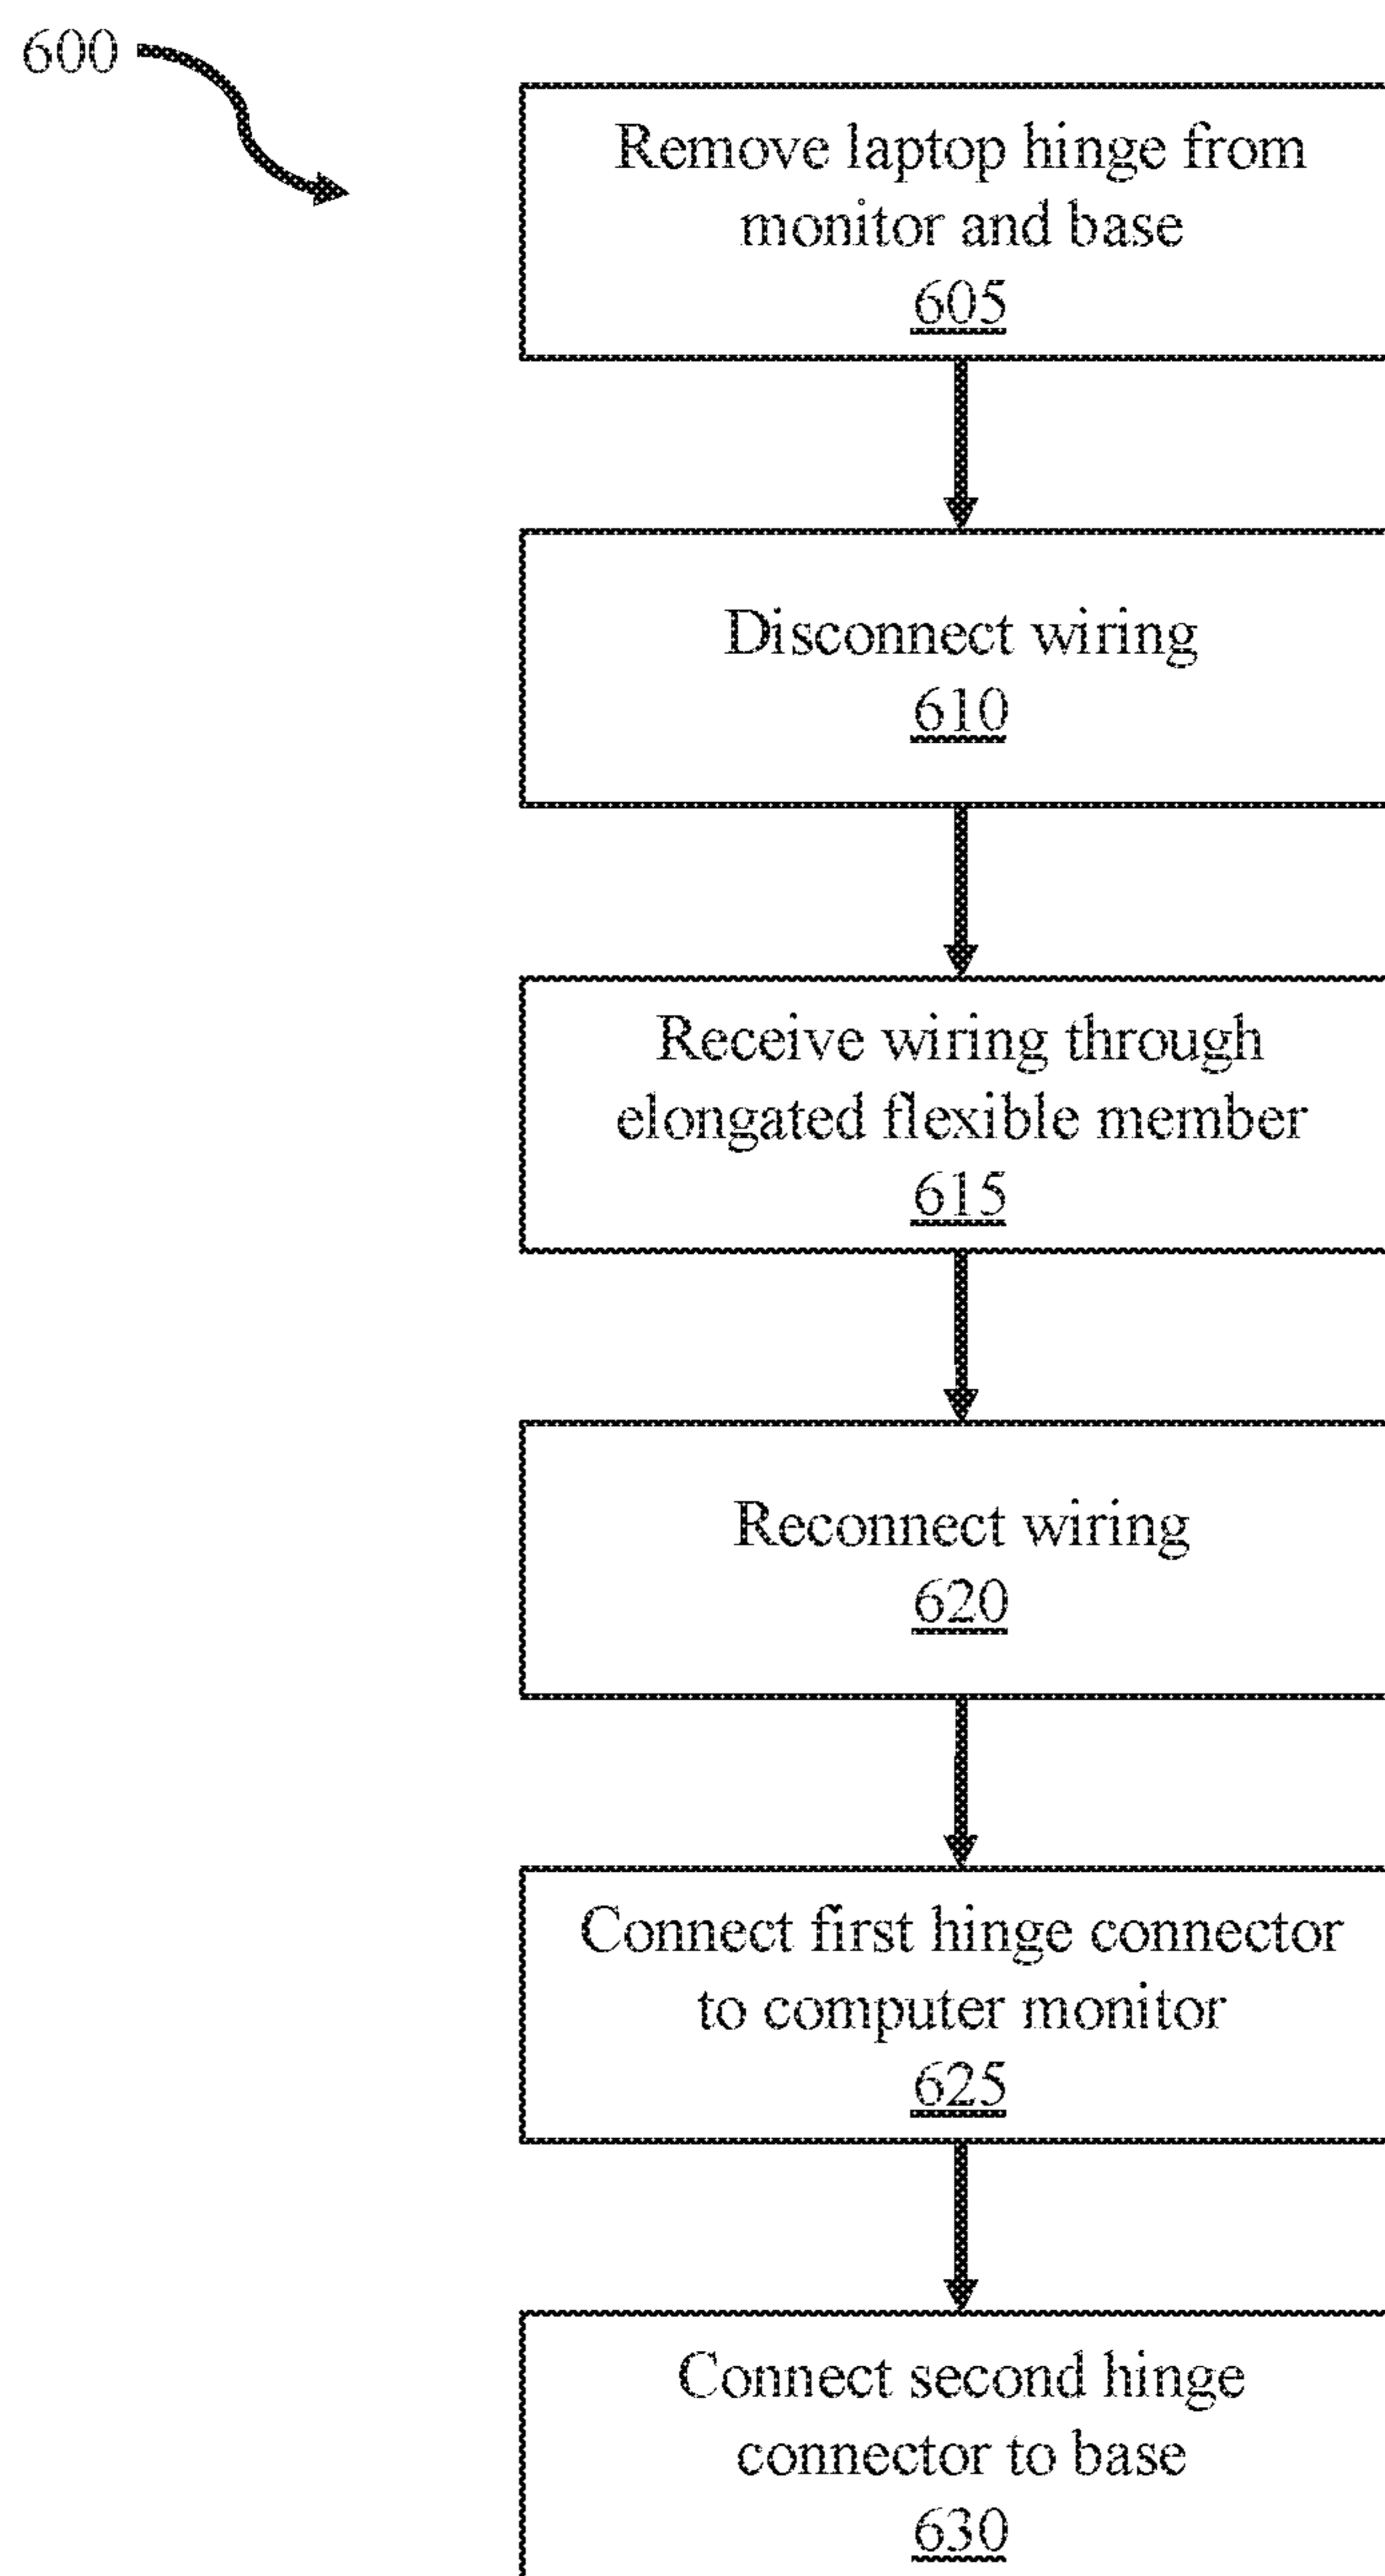 600
Remove laptop hinge from
monitor and base
605
Disconnect wiring
610
Receive wiring through
elongated flexible member
615
Reconnect wiring
620
Connect first hinge connector
to computer monitor
625
Connect second hinge
connector to base
630